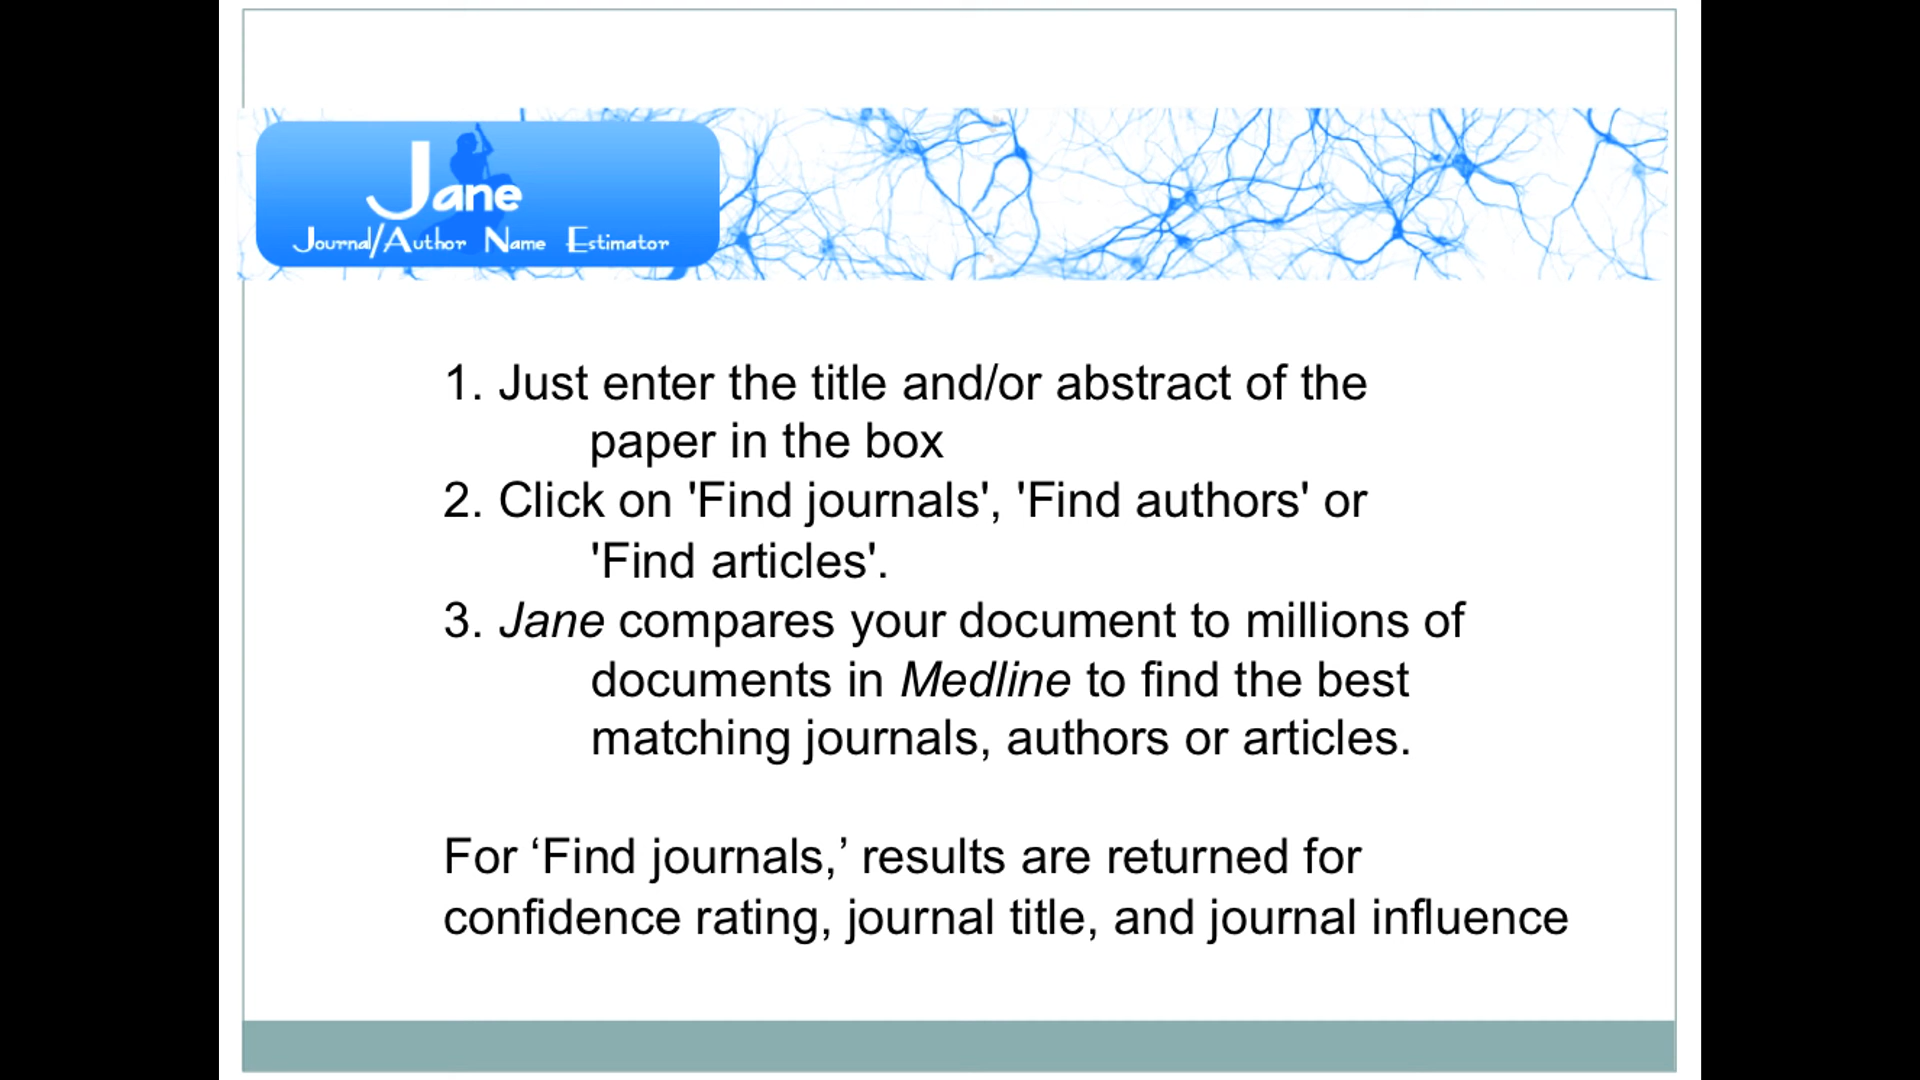 Jane
Journal/Author Name Estimator
1. Just enter the title and/or abstract of the
paper in the box
2. Click on 'Find journals', 'Find authors' or
'Find articles'.
3. Jane compares your document to millions of
documents in Medline to find the best
matching journals, authors or articles.
For ‘Find journals,’ results are returned for
confidence rating, journal title, and journal influence